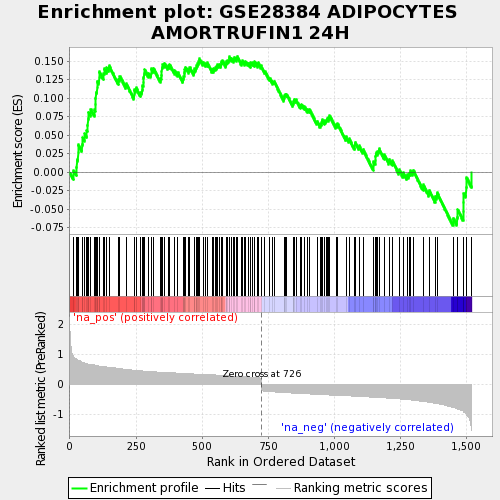 Enrichment plot: GSE28384 ADIPOCYTES
AMCHRYSIN 24H
Enrichment score (ES)
0.150
0.125
0.100
0.075
0.050
0.025
0.000
-0.025
-0.050
-0.075
'na_pos' (positively correlated)
Ranked list metric (PreRanked)
2
1
0
-1
Zero cross at 726
'na_neg' (negatively correlated)
0
250
500
750
1,000
1,250
1,500
Rank in Ordered Dataset
Enrichment profile
Hits
Ranking metric scores